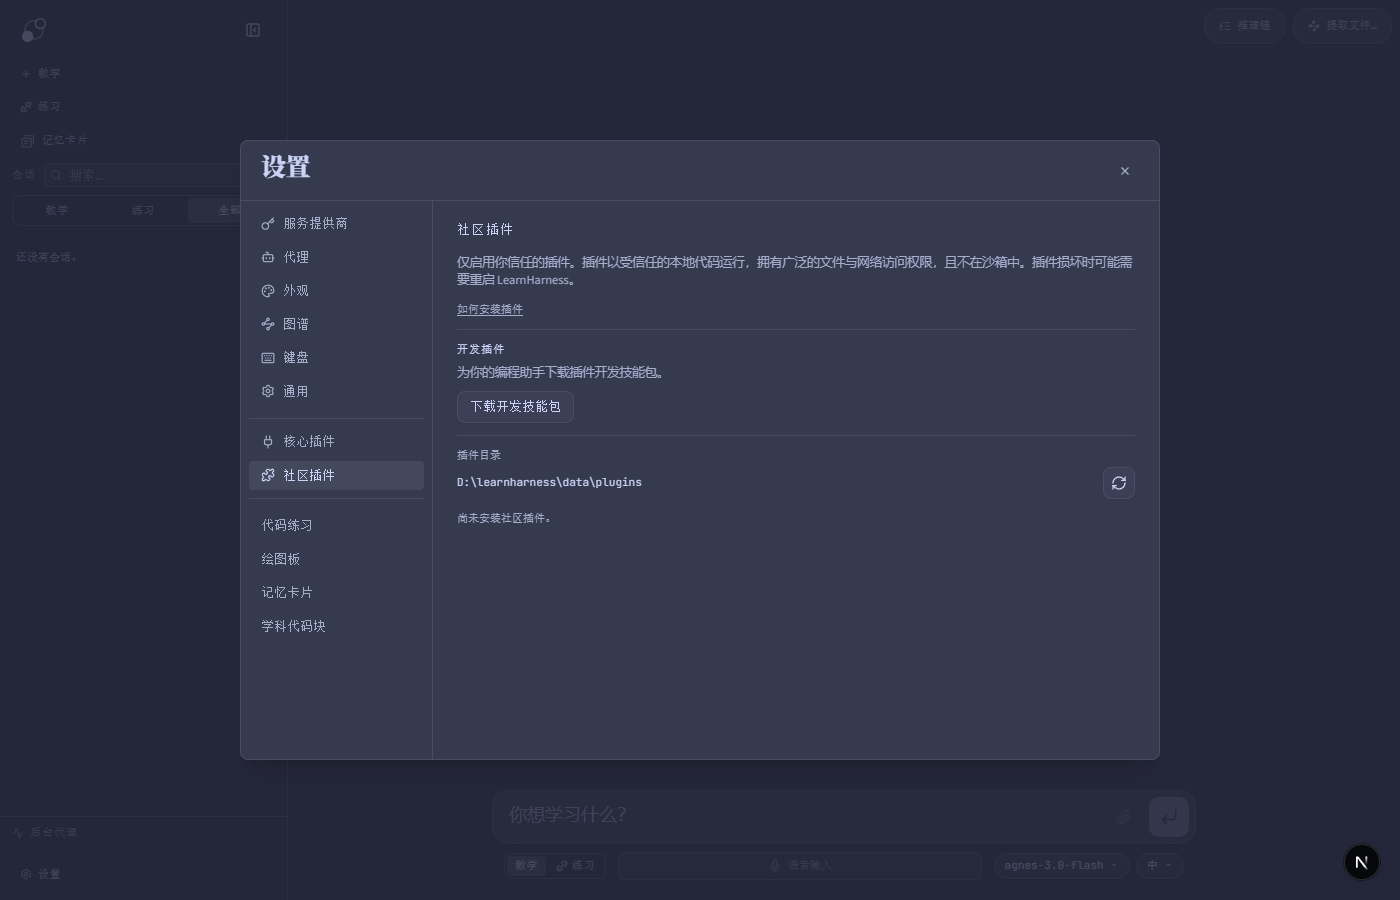 推理链
提取文件…
教学
练习
记忆卡片
会话
搜索...
教学
练习
全部
还没有会话。
后台代理
设置
设置
×
服务提供商
代理
外观
图谱
键盘
通用
核心插件
社区插件
代码练习
绘图板
记忆卡片
学科代码块
社区插件
仅启用你信任的插件。插件以受信任的本地代码运行，拥有广泛的文件与网络访问权限，且不在沙箱中。插件损坏时可能需
要重启 LearnHarness。
如何安装插件
开发插件
为你的编程助手下载插件开发技能包。
下载开发技能包
插件目录
D:\learnharness\data\plugins
尚未安装社区插件。
你想学习什么？
教学
练习
语音输入
agnes-3.0-flash
中
N